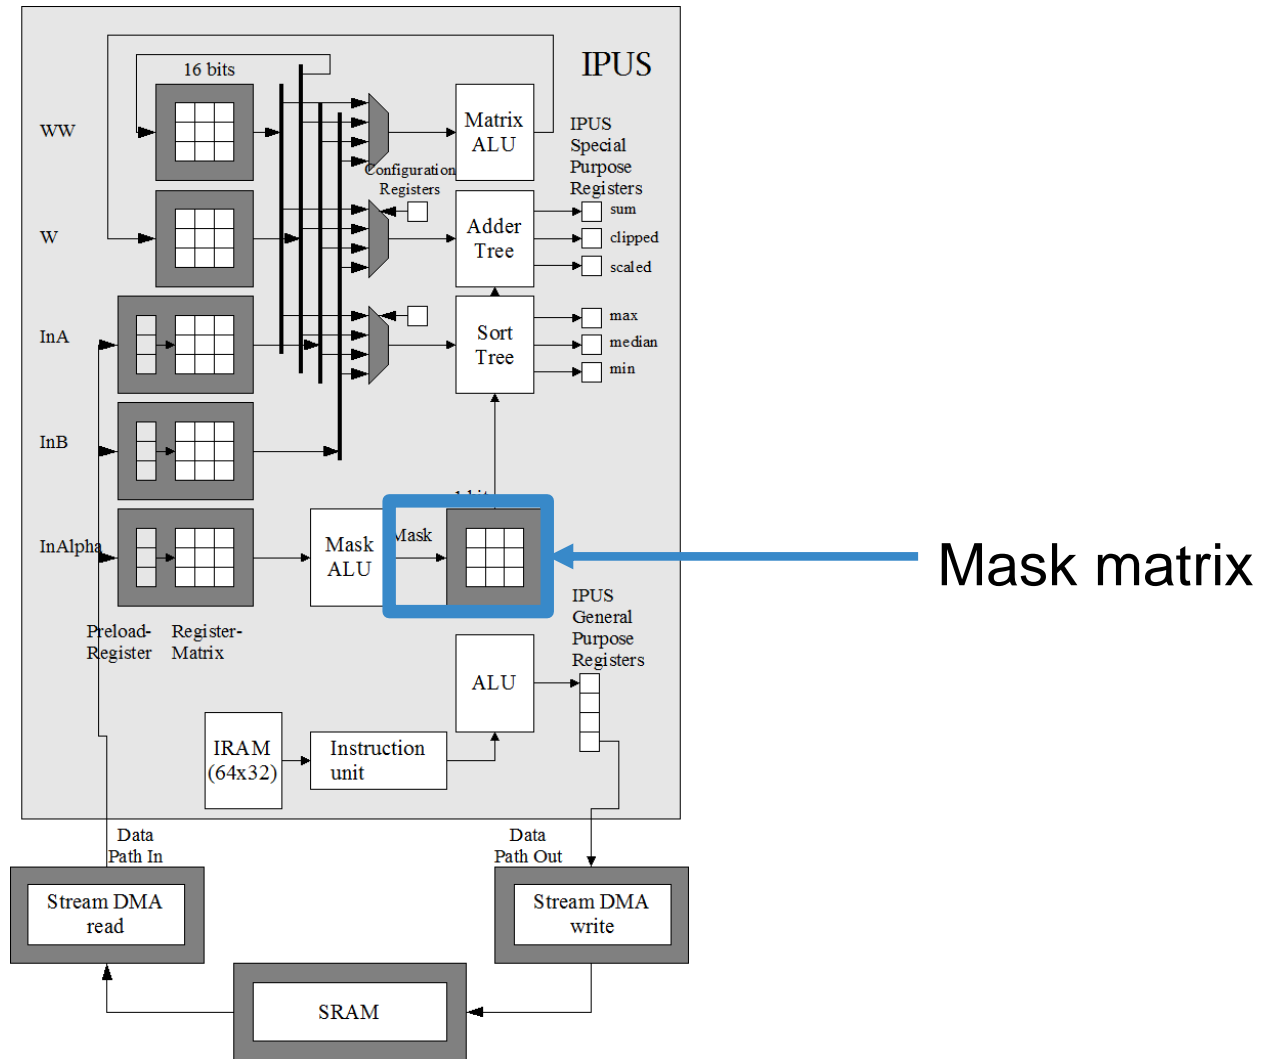 IPUS
16 bits
WW
Matrix
ALU
IPUS
Special
Purpose
Registers
Configuration
Registers
W
Adder
Tree
sum
clipped
scaled
InA
Sort
Tree
max
median
min
InB
InAlpha
Mask
ALU
Mask
Mask matrix
Preload-
Register
Register-
Matrix
IPUS
General
Purpose
Registers
ALU
IRAM
(64x32)
Instruction
unit
Data
Path In
Data
Path Out
Stream DMA
read
Stream DMA
write
SRAM